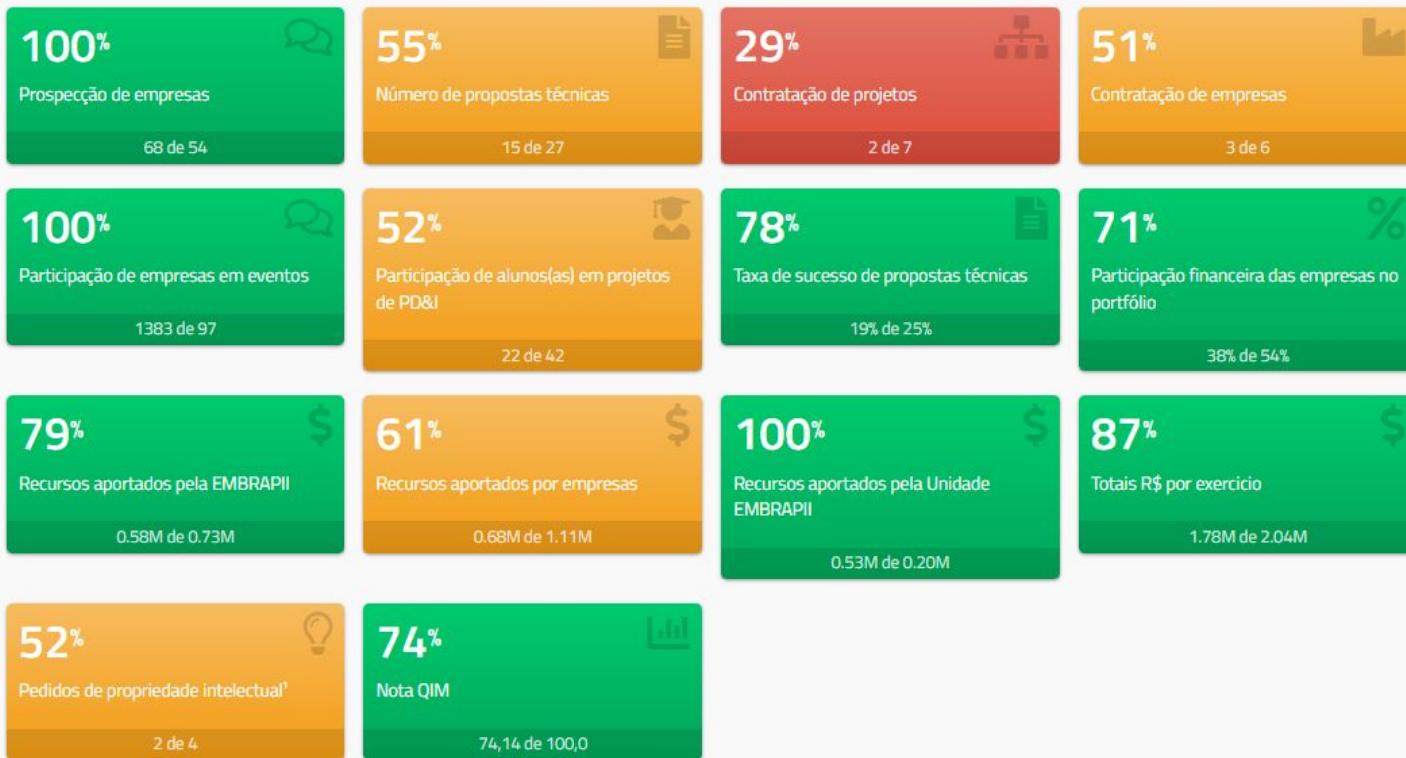 100%
Prospecção de empresas
68 de 54
55%
Número de propostas técnicas
15 de 27
29%
Contratação de projetos
2 de 7
51%
Contratação de empresas
3 de 6
100%
Participação de empresas em eventos
1383 de 97
52%
Participação de alunos(as) em projetos
de PD&I
22 de 42
78%
Taxa de sucesso de propostas técnicas
19% de 25%
71%
Participação financeira das empresas no
portfólio
38% de 54%
79%
Recursos aportados pela EMBRAPII
0.58M de 0.73M
61%
Recursos aportados por empresas
0.68M de 1.11M
100%
Recursos aportados pela Unidade
EMBRAPII
0.53M de 0.20M
87%
Totais R$ por exercicio
1.78M de 2.04M
52%
Pedidos de propriedade intelectual¹
2 de 4
74%
Nota QIM
74,14 de 100,0